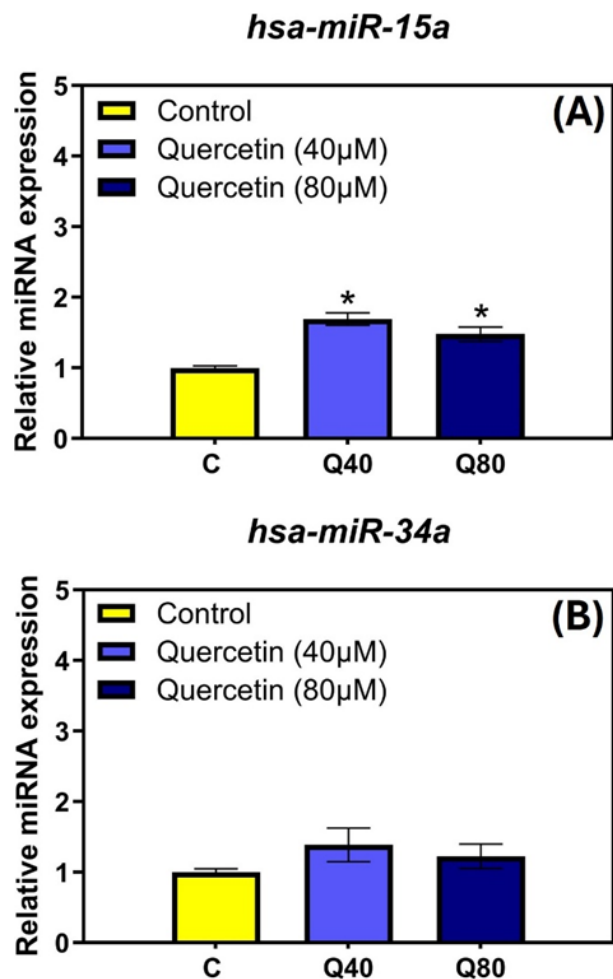 hsa-miR-15a
(A)
Control
Quercetin (40µM)
Quercetin (80µM)
Relative miRNA expression
5
4
3
2
1
0
*
*
C Q40 Q80
hsa-miR-34a
(B)
Control
Quercetin (40µM)
Quercetin (80µM)
Relative miRNA expression
5
4
3
2
1
0
C Q40 Q80